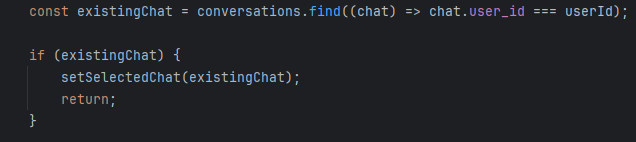 const existingChat = conversations.find((chat) => chat.user_id === userId);
if (existingChat) {
setSelectedChat(existingChat);
return;
}